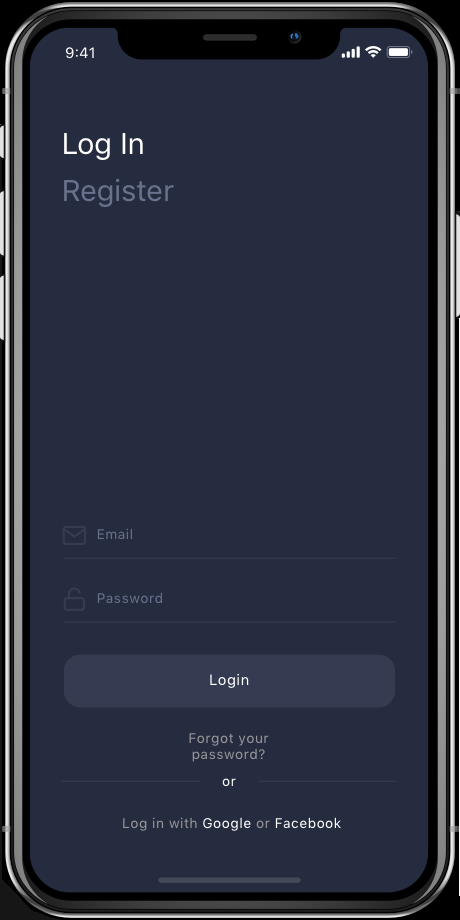 9:41
Log In
Register
Email
Password
Login
Forgot your
password?
or
Log in with Google or Facebook